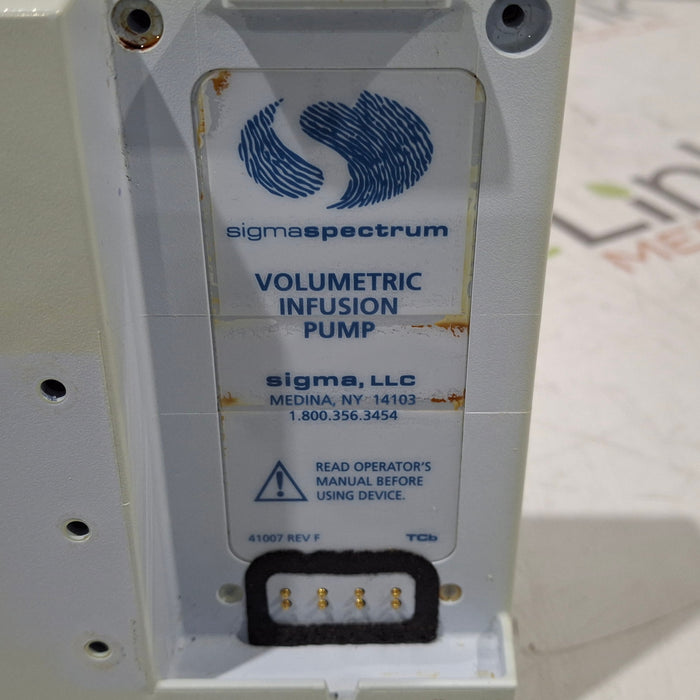 sigmaspectrum
VOLUMETRIC
INFUSION
PUMP
sigma, LLC
MEDINA, NY 14103
1.800.356.3454
READ OPERATOR'S
MANUAL BEFORE
USING DEVICE.
41007 REV F
TCb